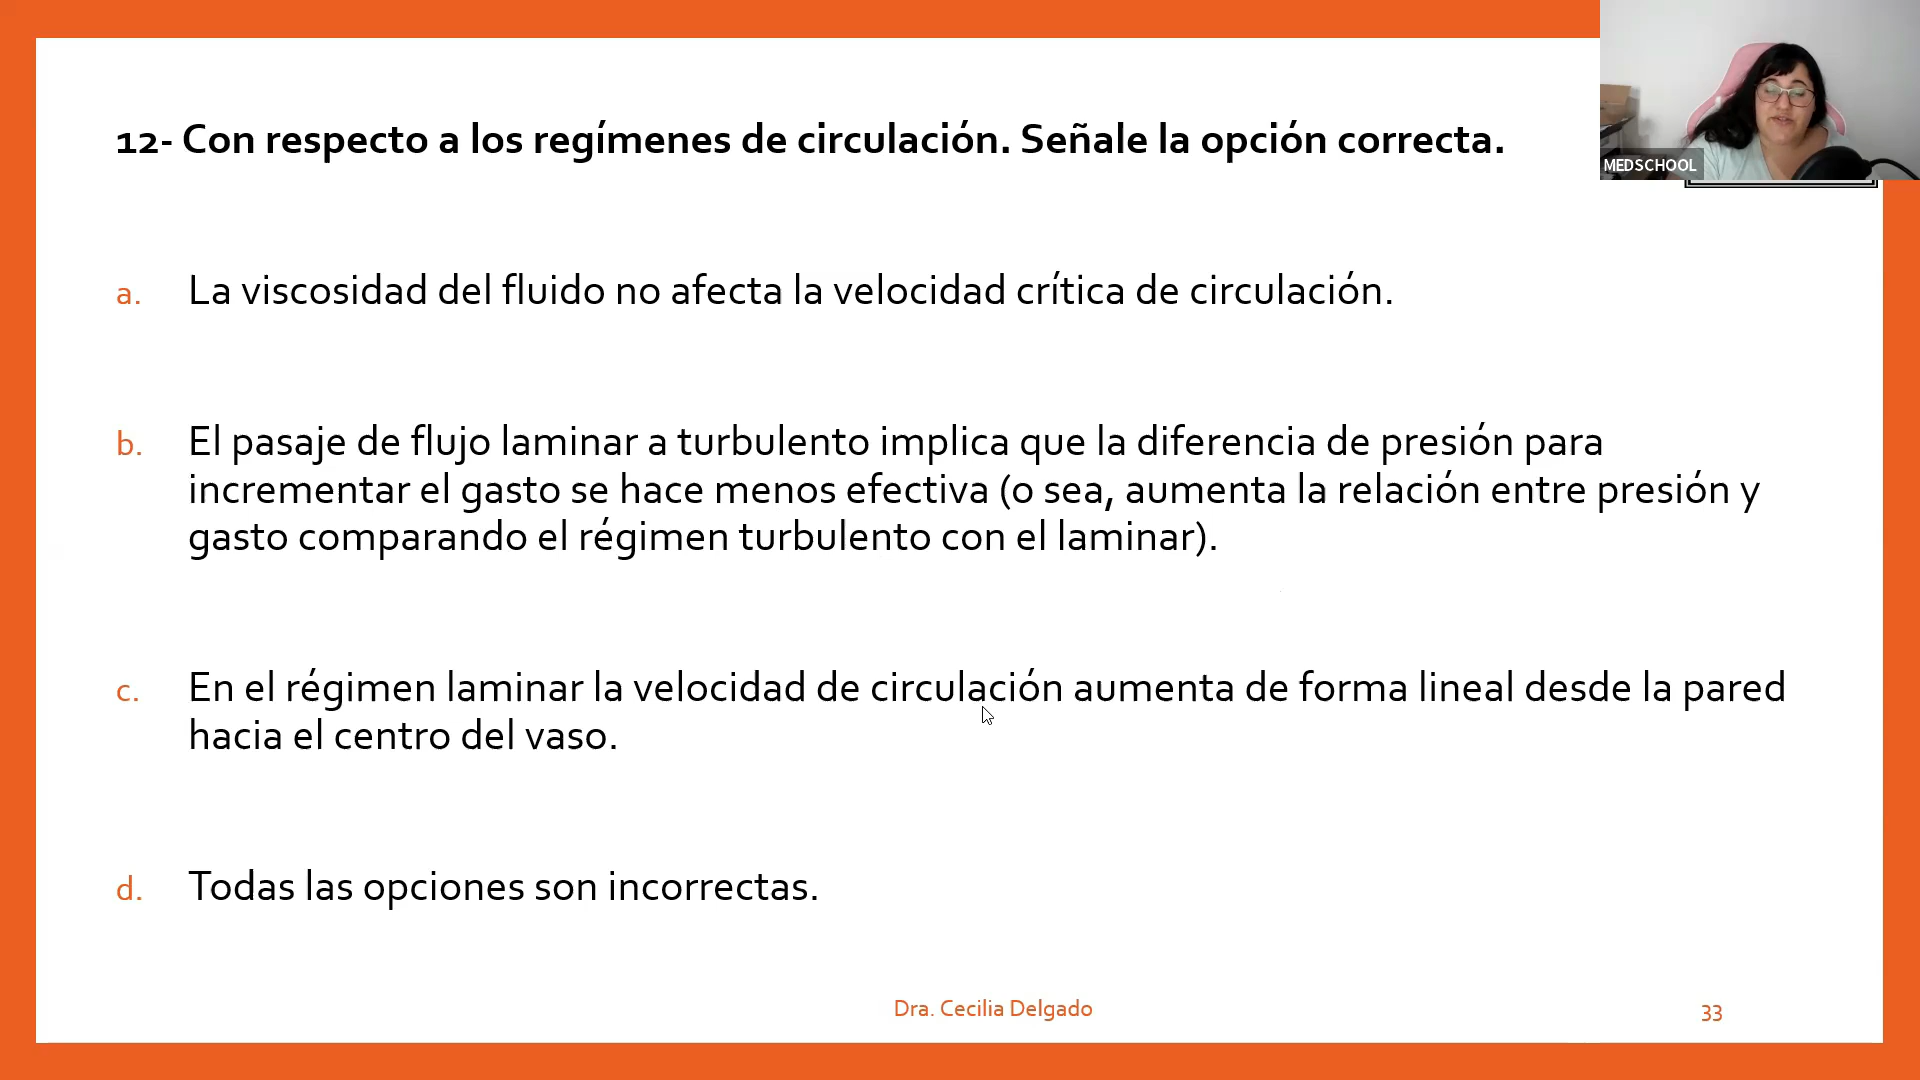 12- Con respecto a los regímenes de circulación. Señale la opción correcta.
MEDSCHOOL
a. La viscosidad del fluido no afecta la velocidad crítica de circulación.
b. El pasaje de flujo laminar a turbulento implica que la diferencia de presión para
incrementar el gasto se hace menos efectiva (o sea, aumenta la relación entre presión y
gasto comparando el régimen turbulento con el laminar).
c. En el régimen laminar la velocidad de circulación aumenta de forma lineal desde la pared
hacia el centro del vaso.
d. Todas las opciones son incorrectas.
Dra. Cecilia Delgado
33